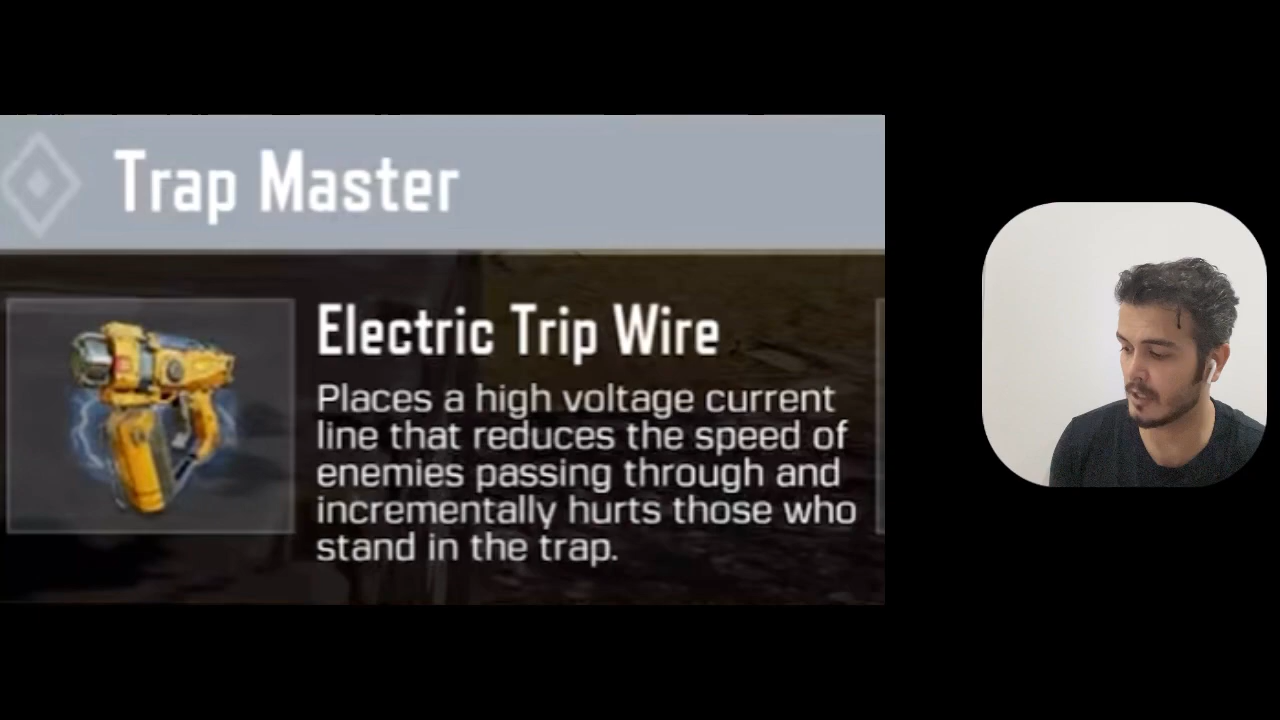 Trap Master
Electric Trip Wire
Places a high voltage current
line that reduces the speed of
enemies passing through and
incrementally hurts those who
stand in the trap.